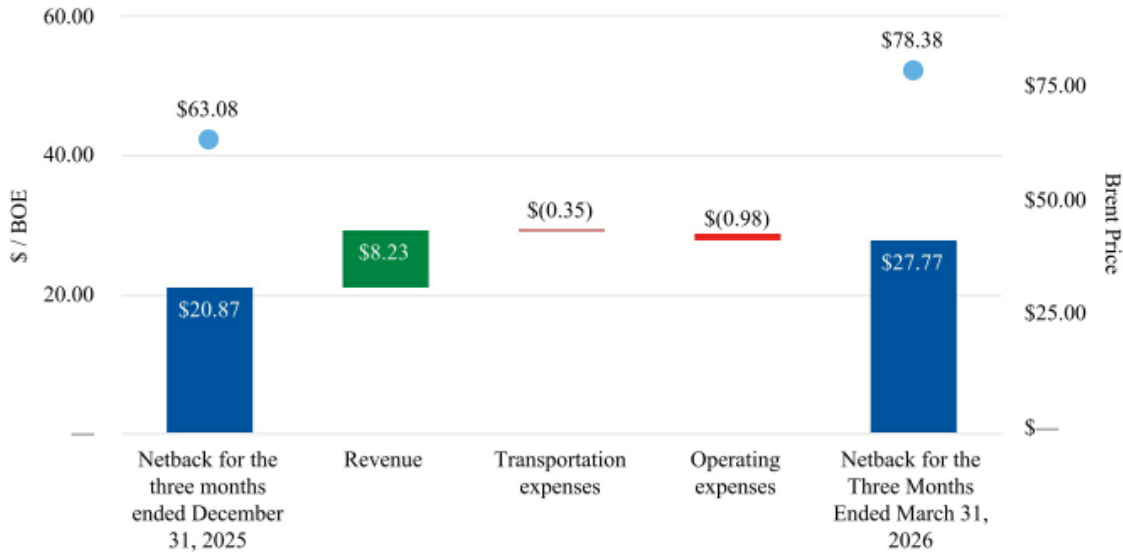 60.00
$78.38
$75.00
$63.08
40.00
$50.00
$(0.35)
$(0.98)
$ / BOE
Brent Price
$8.23
$27.77
20.00
$20.87
$25.00
—
$—
Netback for the
three months
ended December
31, 2025
Revenue
Transportation
expenses
Operating
expenses
Netback for the
Three Months
Ended March 31,
2026